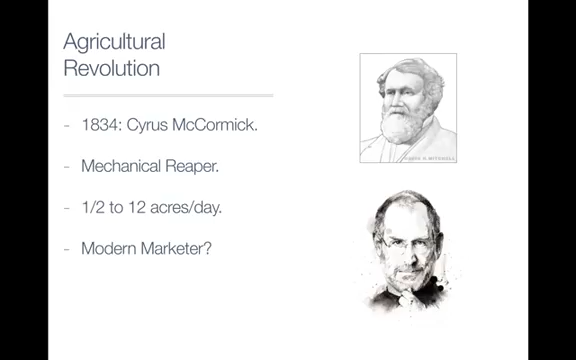 Agricultural
Revolution
- 1834: Cyrus McCormick.
- Mechanical Reaper.
- 1/2 to 12 acres/day.
- Modern Marketer?